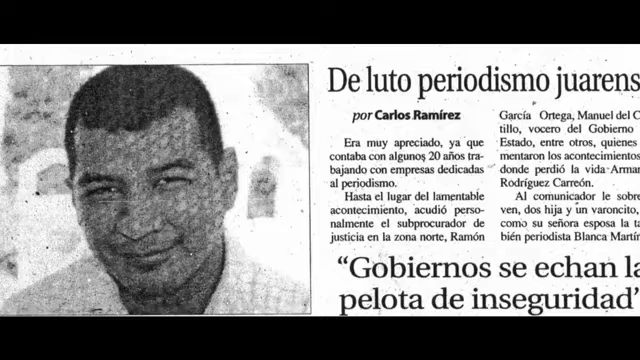 De luto periodismo juarens
por Carlos Ramírez
Era muy apreciado, ya que
contaba con algunos 20 años tra-
bajando con empresas dedicadas
al periodismo.
Hasta el lugar del lamentable
acontecimiento, acudió perso-
nalmente el subprocurador de
justicia en la zona norte, Ramón
García Ortega, Manuel del C
tillo, vocero del Gobierno
Estado, entre otros, quienes
mentaron los acontecimientos
donde perdió la vida Arman
Rodríguez Carreón.
Al comunicador le sobre
ven, dos hija y un varoncito,
como su señora esposa la ta
bién periodista Blanca Martín
"Gobiernos se echan la
pelota de inseguridad"